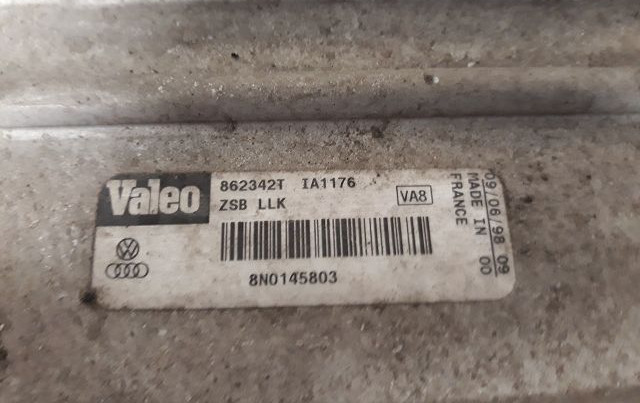 Valeo
862342T IA1176
ZSB LLK
VA8
8N0145803
09/06/98 09
MADE IN 00
FRANCE